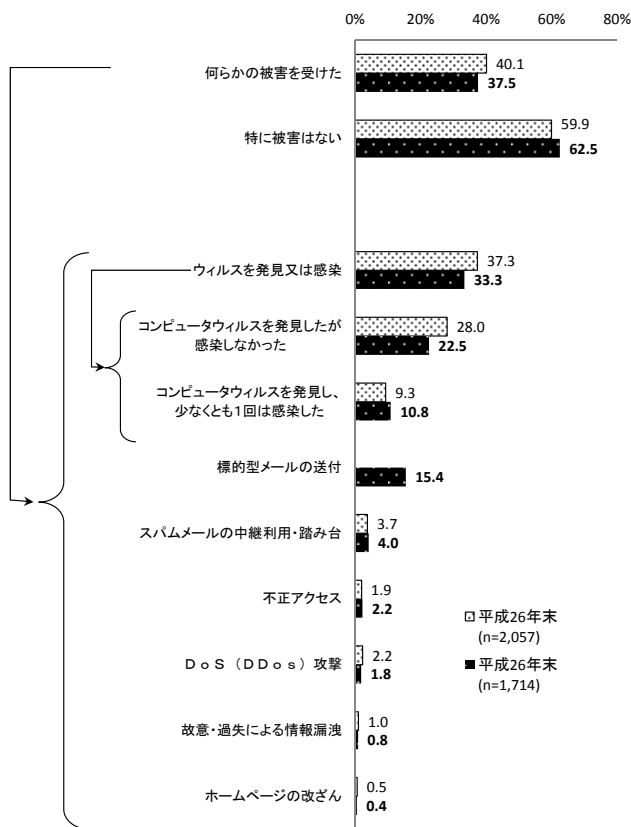 0% 20% 40% 60% 80%
何らかの被害を受けた
40.1
37.5
特に被害はない
59.9
62.5
ウィルスを発見又は感染
37.3
33.3
コンピュータウィルスを発見したが
感染しなかった
28.0
22.5
コンピュータウィルスを発見し、
少なくとも1回は感染した
9.3
10.8
標的型メールの送付
15.4
スパムメールの中継利用・踏み台
3.7
4.0
不正アクセス
1.9
2.2
DoS(DDos)攻撃
2.2
1.8
故意・過失による情報漏洩
1.0
0.8
ホームページの改ざん
0.5
0.4
平成26年末
(n=2,057)
平成26年末
(n=1,714)